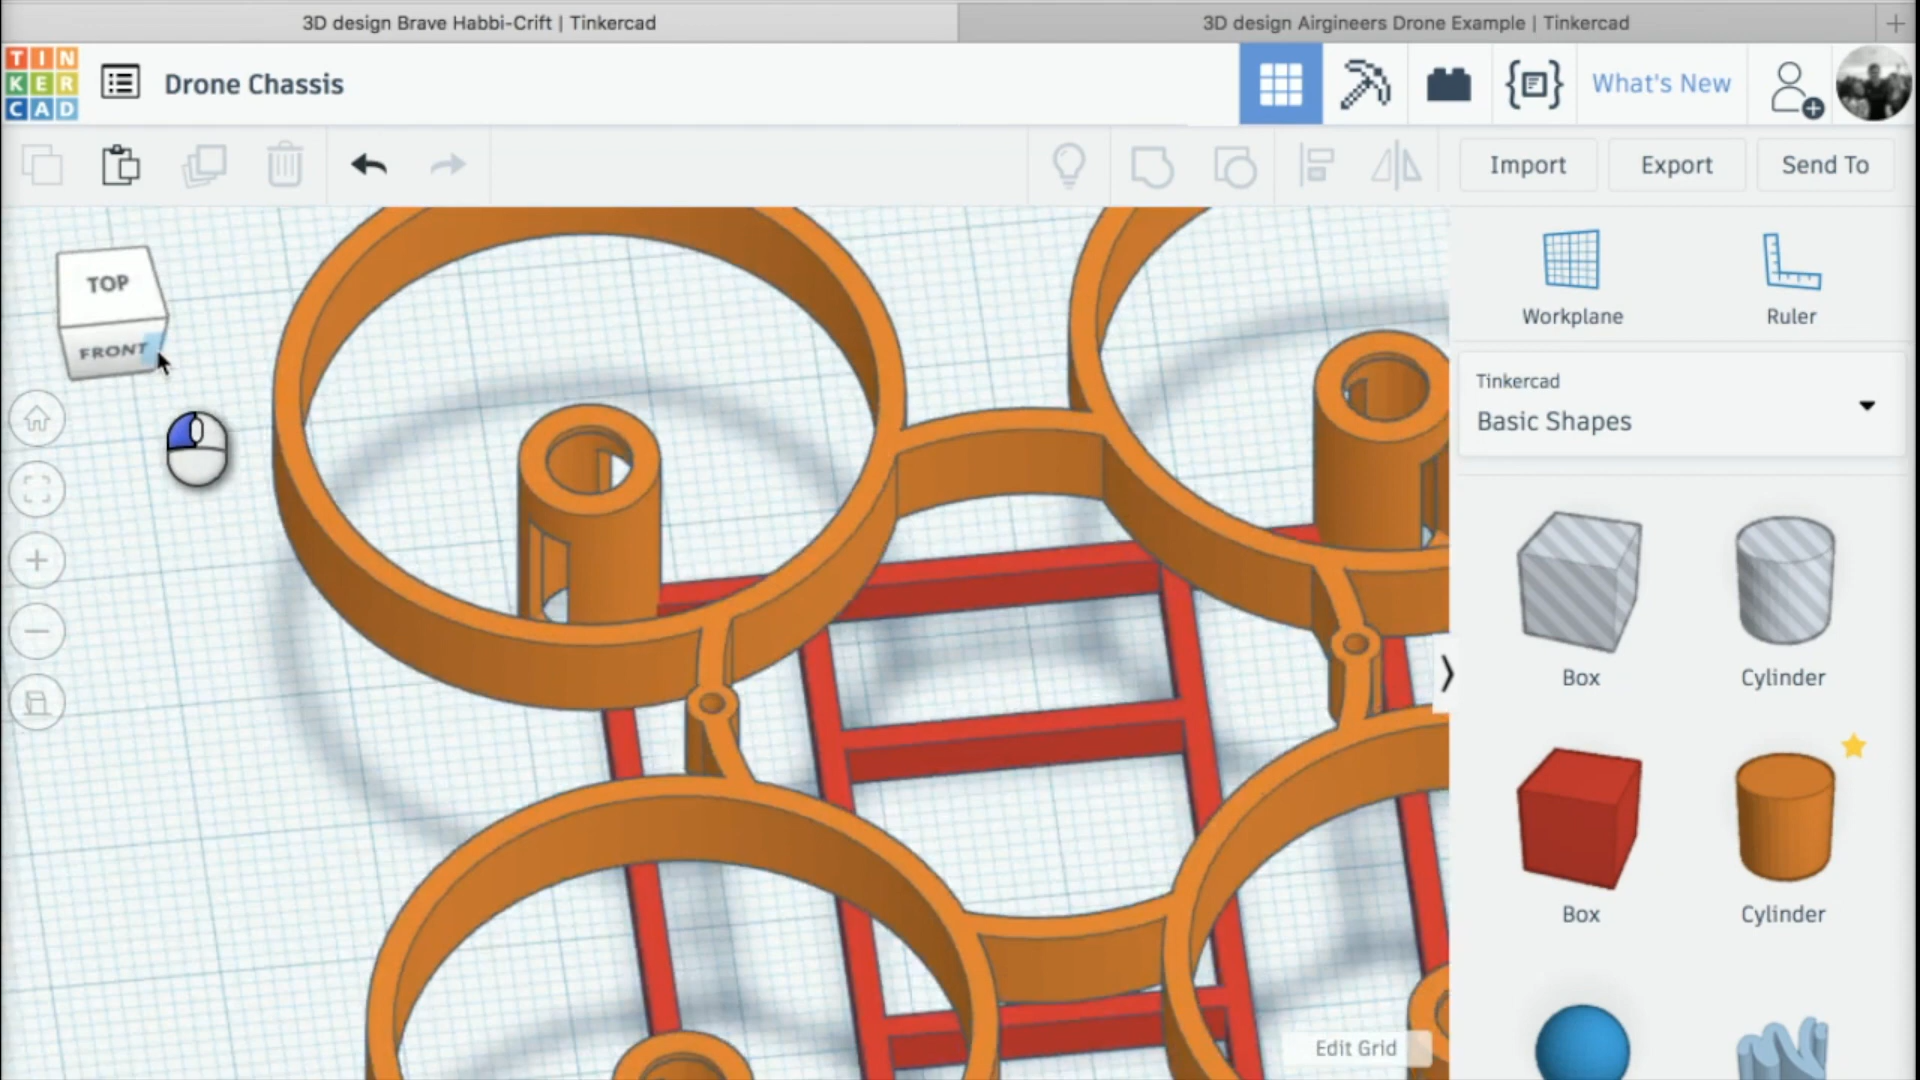 3D design Brave Habbi-Crift | Tinkercad
3D design Airgineers Drone Example | Tinkercad
TIN
KER
CAD
Drone Chassis
What's New
Import
Export
Send To
TOP
FRONT
Workplane
Ruler
Tinkercad
Basic Shapes
Box
Cylinder
Box
Cylinder
Edit Grid